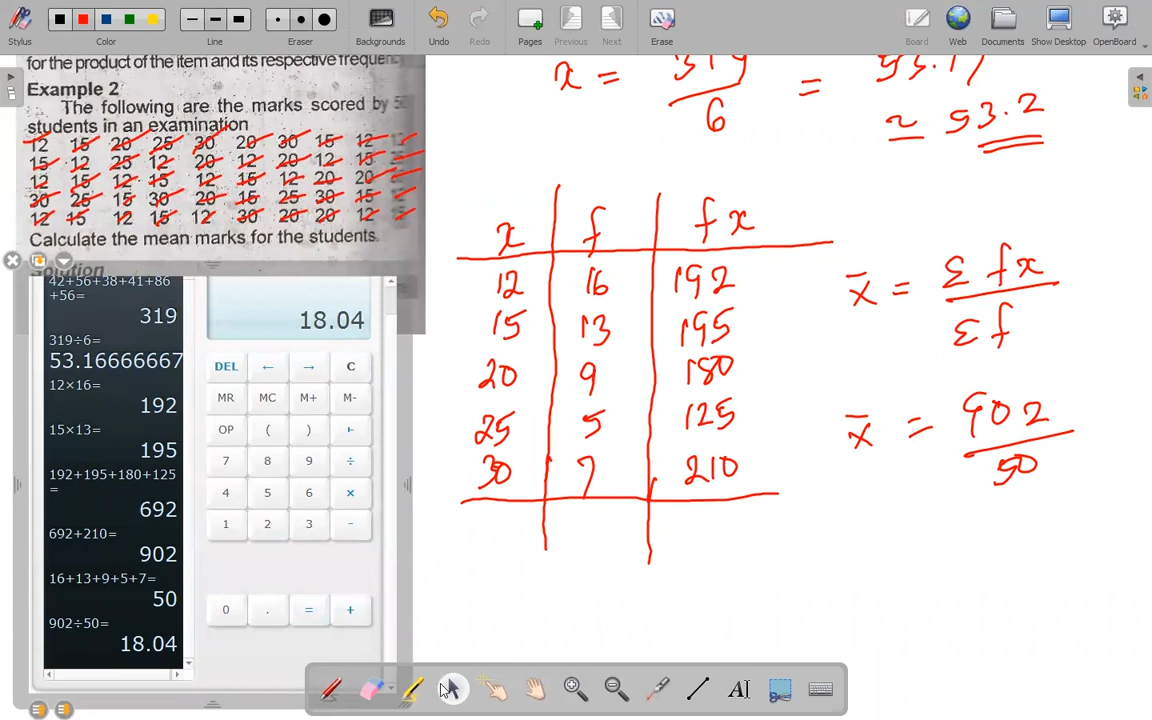 Stylus Color Line Eraser Backgrounds Undo Redo Pages Previous Next Erase Board Web Documents Show Desktop OpenBoard
for the product of the item and its respective frequenc
Example 2
The following are the marks scored by 50
students in an examination
12 15 20 25 30 20 30 15 12
15 12 25 12 20 12 20 12 15
12 15 12 15 12 15 12 20 20
30 25 15 30 20 15 25 30 15
12 15 12 15 12 30 20 20 12
Calculate the mean marks for the students.
Solution
42+56+38+41+86
+56=
319
319÷6=
53.16666667
12×16=
192
15×13=
195
192+195+180+125
=
692
692+210=
902
16+13+9+5+7=
50
902÷50=
18.04
18.04
DEL ← → C
MR MC M+ M-
OP ( )
7 8 9 ÷
4 5 6 ×
1 2 3 -
0 . = +
x = 319/6 = 53.17
≈ 53.2
x f fx
12 16 192
15 13 195
20 9 180
25 5 125
30 7 210
x̄ = Σfx/Σf
x̄ = 902/50
AI